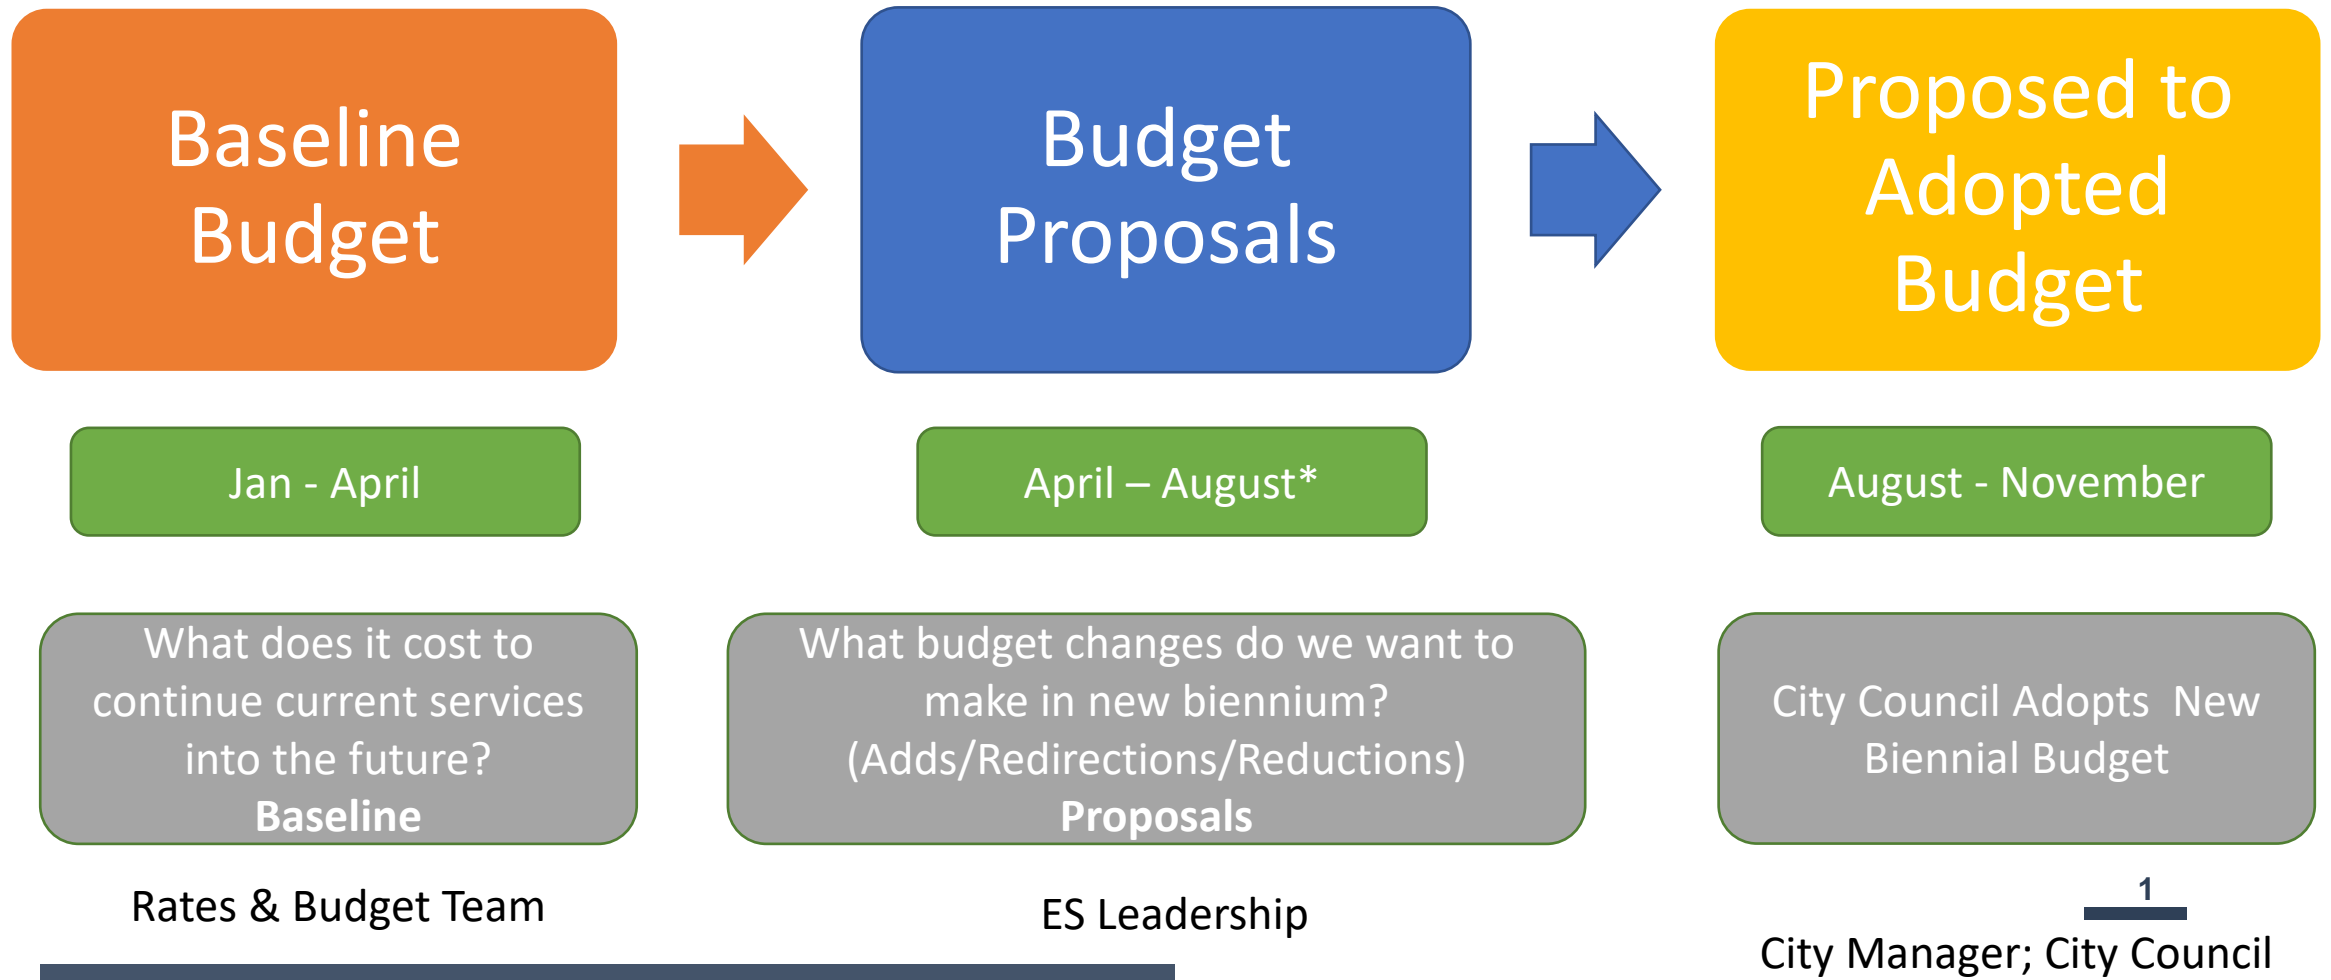 Baseline
Budget
Budget
Proposals
Proposed to
Adopted
Budget
Jan - April
April – August*
August - November
What does it cost to
continue current services
into the future?
Baseline
What budget changes do we want to
make in new biennium?
(Adds/Redirections/Reductions)
Proposals
City Council Adopts  New
Biennial Budget
Rates & Budget Team
ES Leadership
1
City Manager; City Council